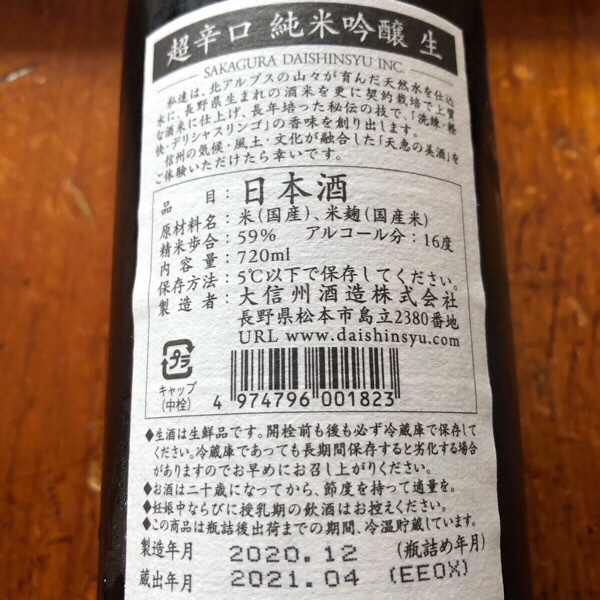 超辛口 純米吟醸 生
SAKAGURA DAISHINSYU INC.
私達は、北アルプスの山々が育んだ天然水を仕込
水に、長野県生まれの酒米を更に契約栽培で上質
な酒米に仕上げ、長年培った秘伝の技で、「洗練・軽
快・デリシャスリンゴ」の香味を創り出します。
信州の気候・風土・文化が融合した「天恵の美酒」を
ご体験いただけたら幸いです。
品目：日本酒
原材料名：米(国産)、米麹(国産米)
精米歩合：59% アルコール分：16度
内容量：720ml
保存方法：5℃以下で保存してください。
製造者：大信州酒造株式会社
長野県松本市島立2380番地
URL www.daishinsyu.com
プラ
キャップ
(中栓)
4 974796 001823
◆生酒は生鮮品です。開栓前も後も必ず冷蔵庫で保存して
ください。冷蔵庫であっても長期間保存すると劣化する場合
がありますのでお早めにお召し上がりください。
◆お酒は二十歳になってから、節度を持って適量を。
◆妊娠中ならびに授乳期の飲酒はお控えください。
◆この商品は瓶詰後出荷までの期間、冷温貯蔵しています。
製造年月 2020.12 (瓶詰め年月)
蔵出年月 2021.04 (EEOX)